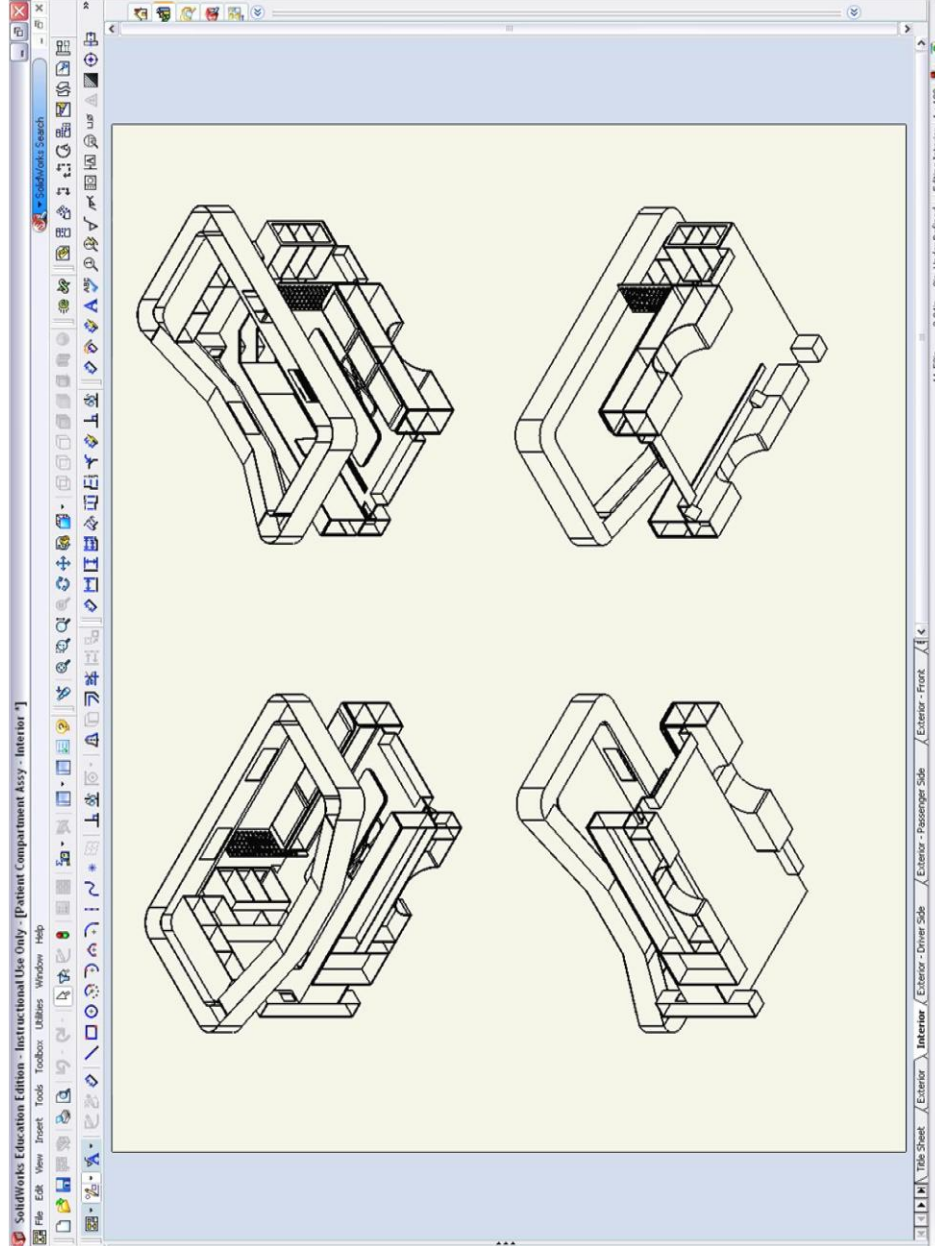 SolidWorks Education Edition - Instructional Use Only - [Patient Compartment Assy - Interior *]
File Edit View Insert Tools Toolbox Utilities Window Help
SolidWorks Search
Title Sheet Exterior Interior Exterior - Driver Side Exterior - Passenger Side Exterior - Front